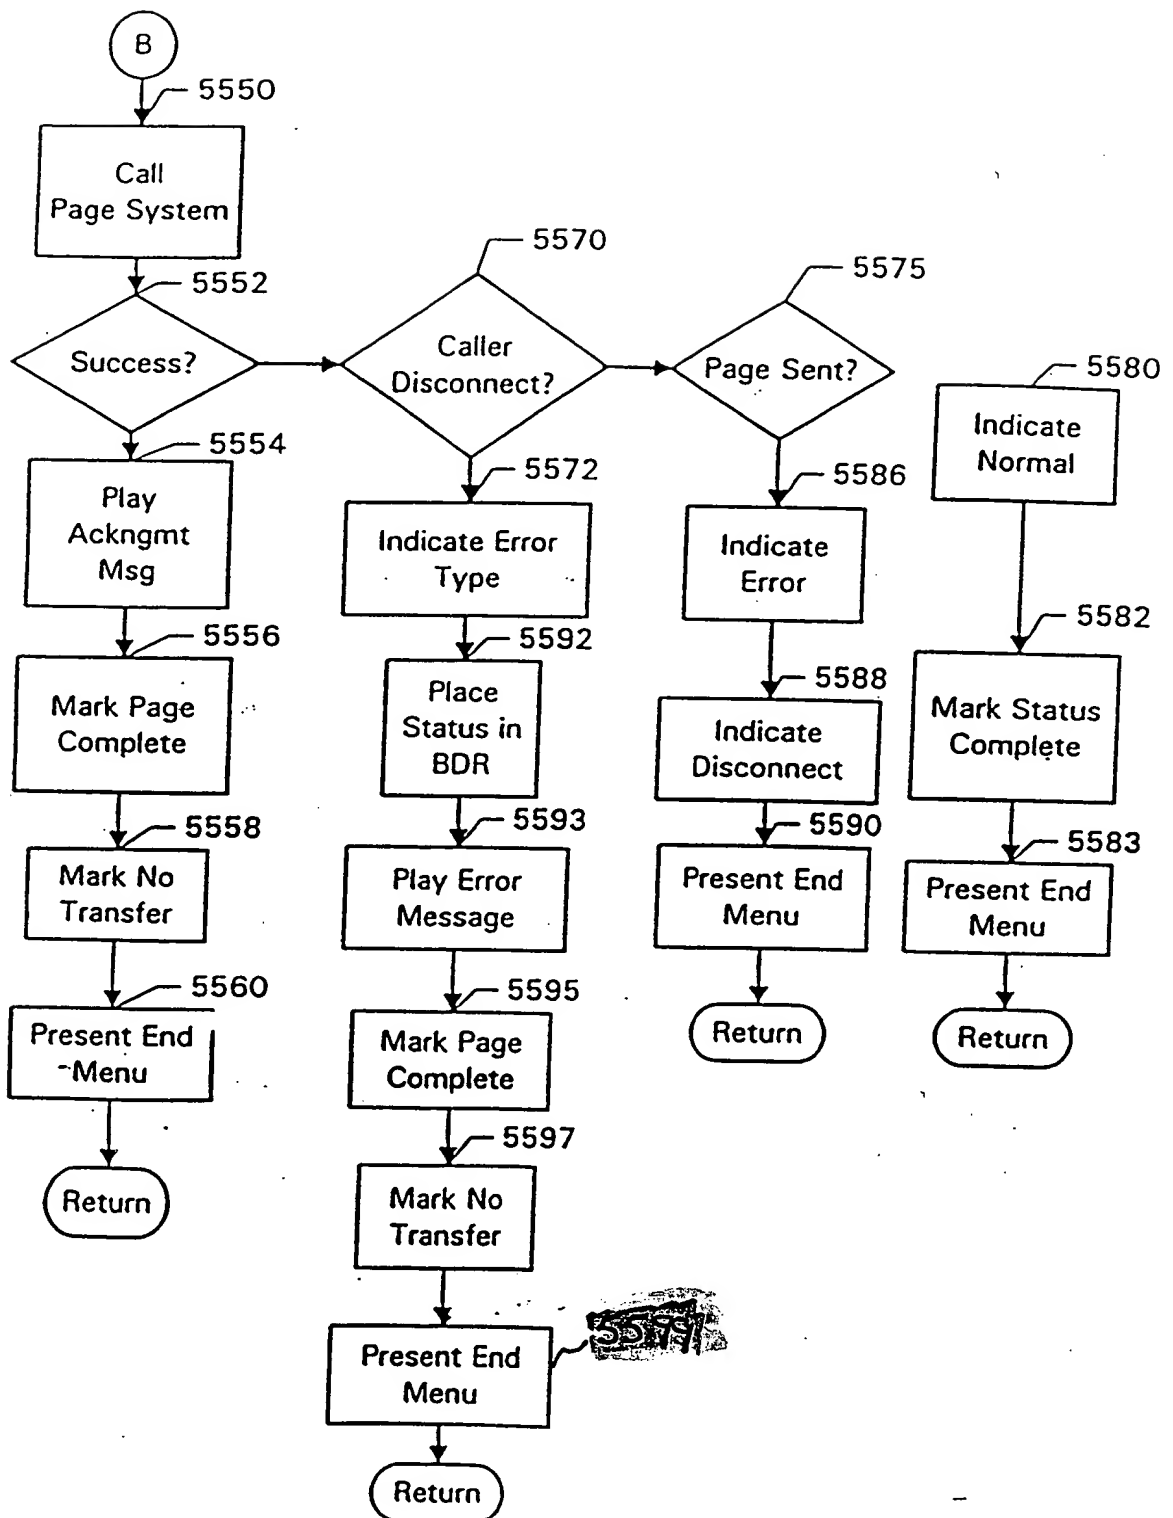 B
5550
Call
Page System
5552
Success?
5570
Caller
Disconnect?
5575
Page Sent?
5554
Play
Ackngmt
Msg
5556
Mark Page
Complete
5558
Mark No
Transfer
5560
Present End
Menu
Return
5572
Indicate Error
Type
5592
Place
Status in
BDR
5593
Play Error
Message
5595
Mark Page
Complete
5597
Mark No
Transfer
Present End
Menu
Return
5586
Indicate
Error
5588
Indicate
Disconnect
5590
Present End
Menu
Return
5580
Indicate
Normal
5582
Mark Status
Complete
5583
Present End
Menu
Return